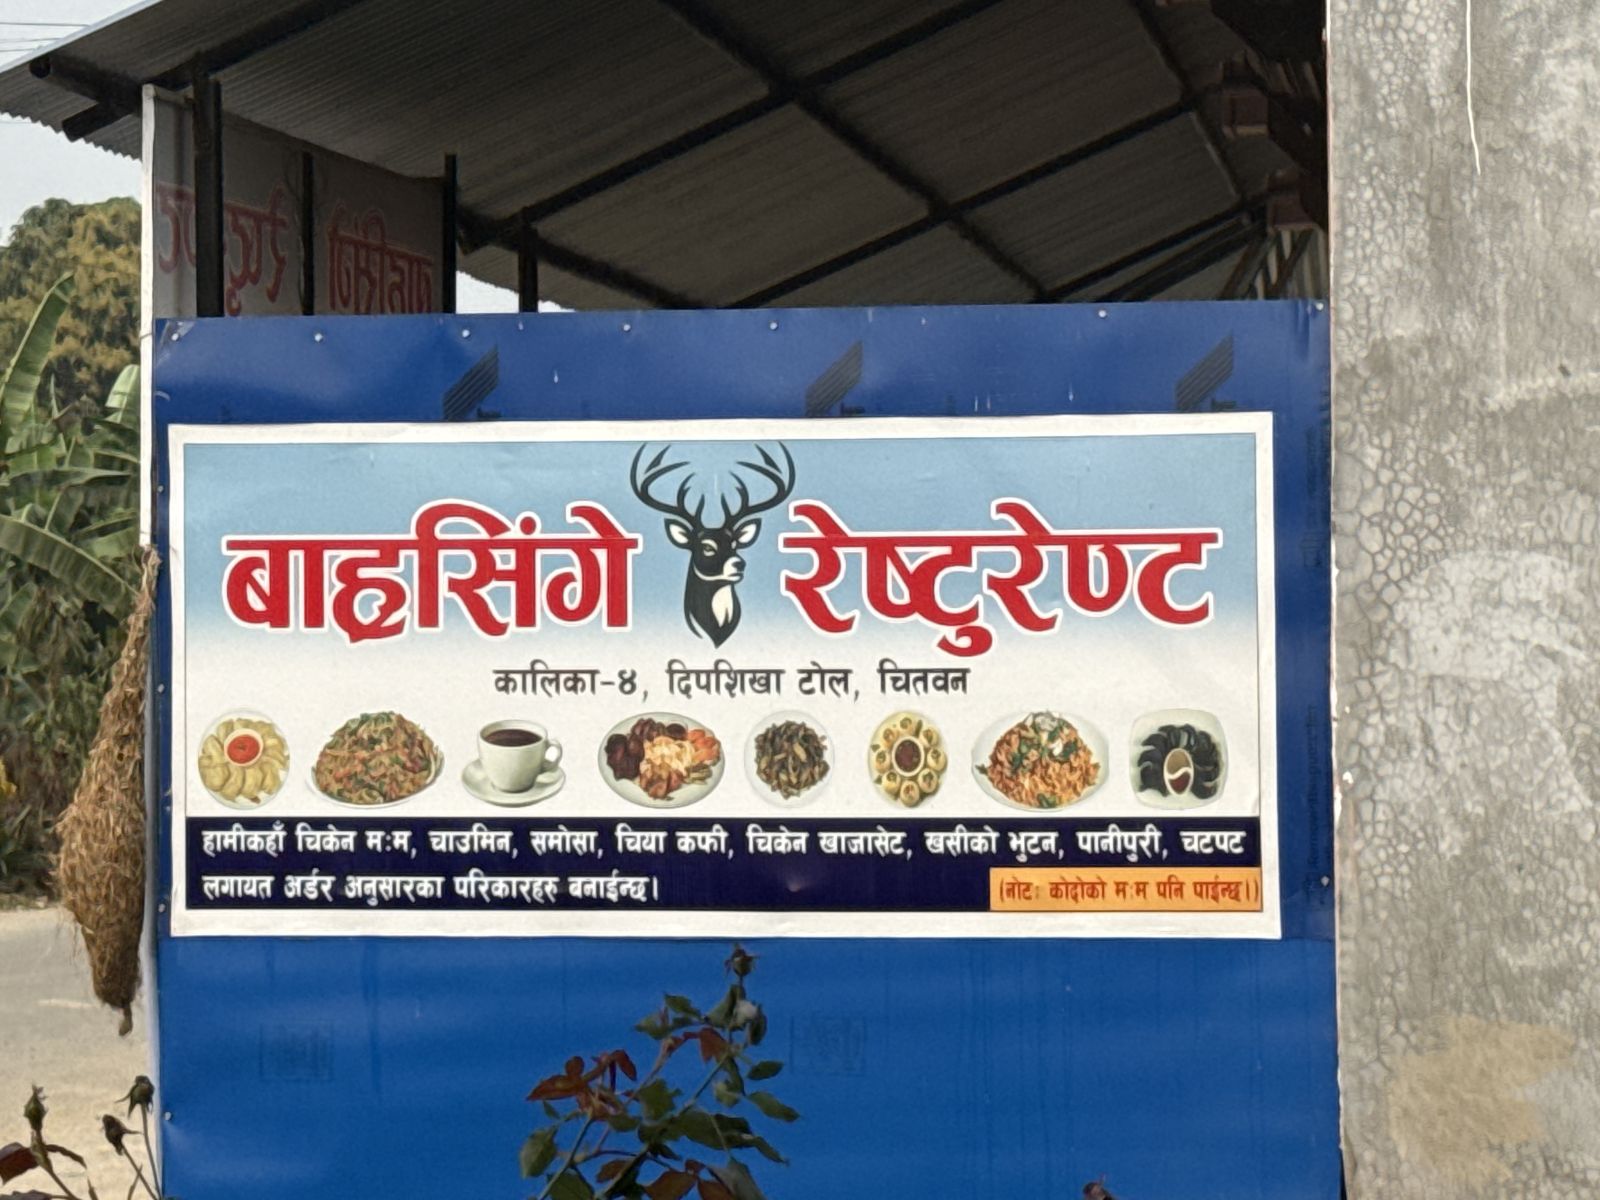 बाह्रसिंगे रेष्टुरेण्ट
कालिका-४, दिपशिखा टोल, चितवन
हामीकहाँ चिकेन मःम, चाउमिन, समोसा, चिया कफी, चिकेन खाजासेट, खसीको भुटन, पानीपुरी, चटपट
लगायत अर्डर अनुसारका परिकारहरु बनाईन्छ।
(नोटः कोदोको मःम पनि पाईन्छ।)